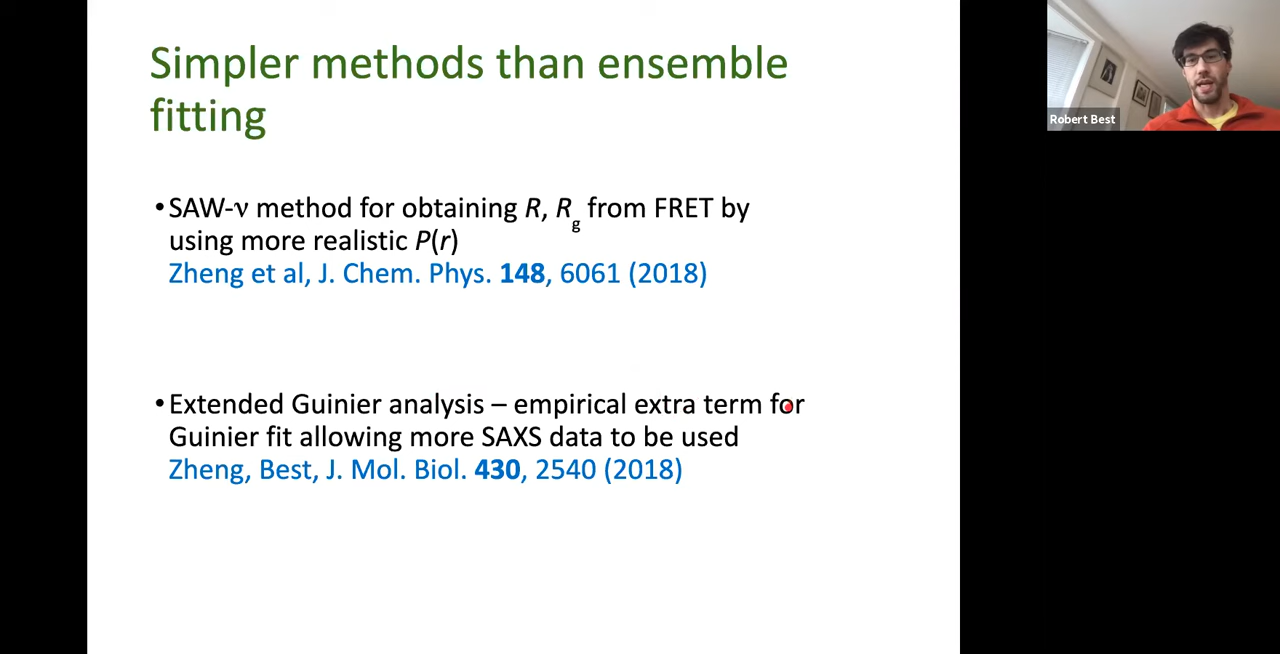 Simpler methods than ensemble
fitting
•SAW-ν method for obtaining R, Rg from FRET by
using more realistic P(r)
Zheng et al, J. Chem. Phys. 148, 6061 (2018)
•Extended Guinier analysis – empirical extra term for
Guinier fit allowing more SAXS data to be used
Zheng, Best, J. Mol. Biol. 430, 2540 (2018)
Robert Best